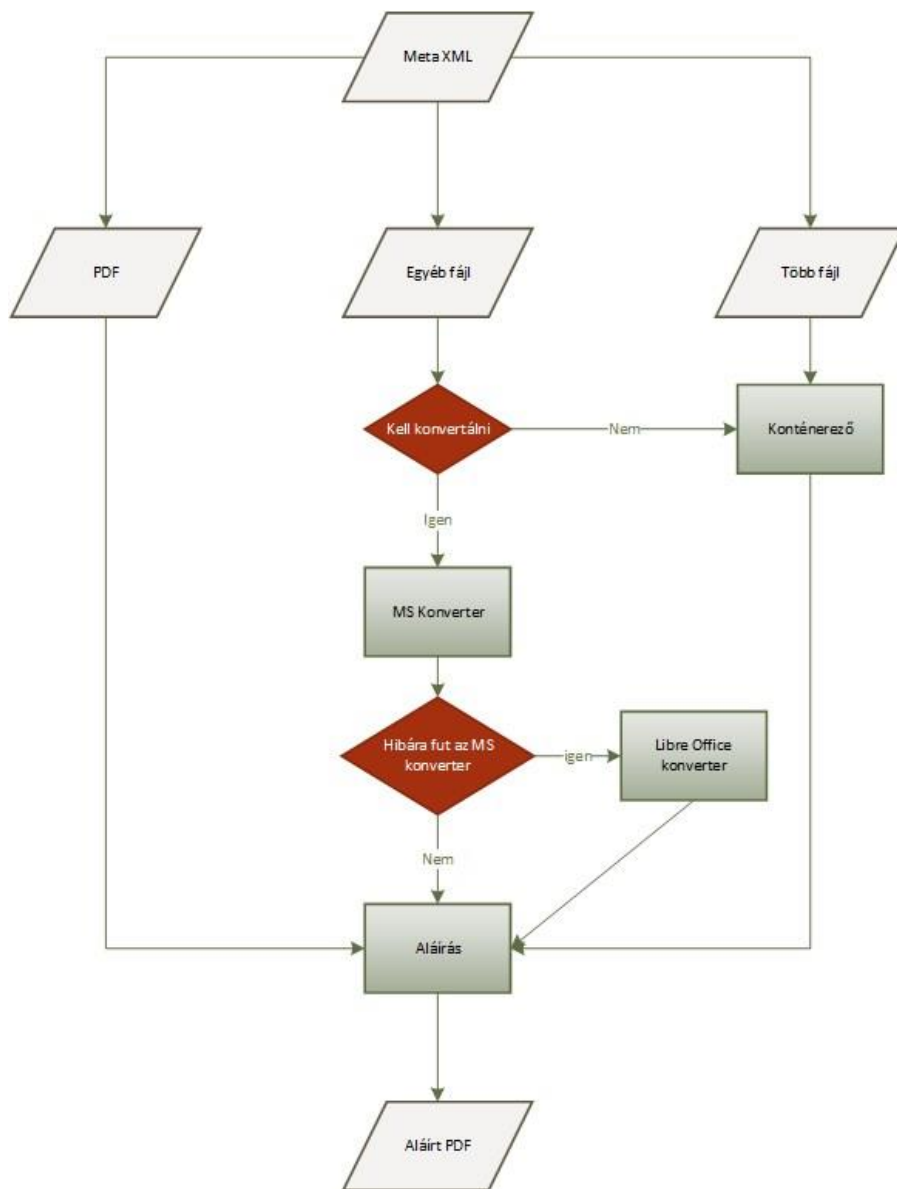 Meta XML
PDF
Egyéb fájl
Több fájl
Kell konvertálni
Nem
Konténerező
Igen
MS Konverter
Hibára fut az MS
konverter
igen
Libre Office
konverter
Nem
Aláírás
Aláírt PDF